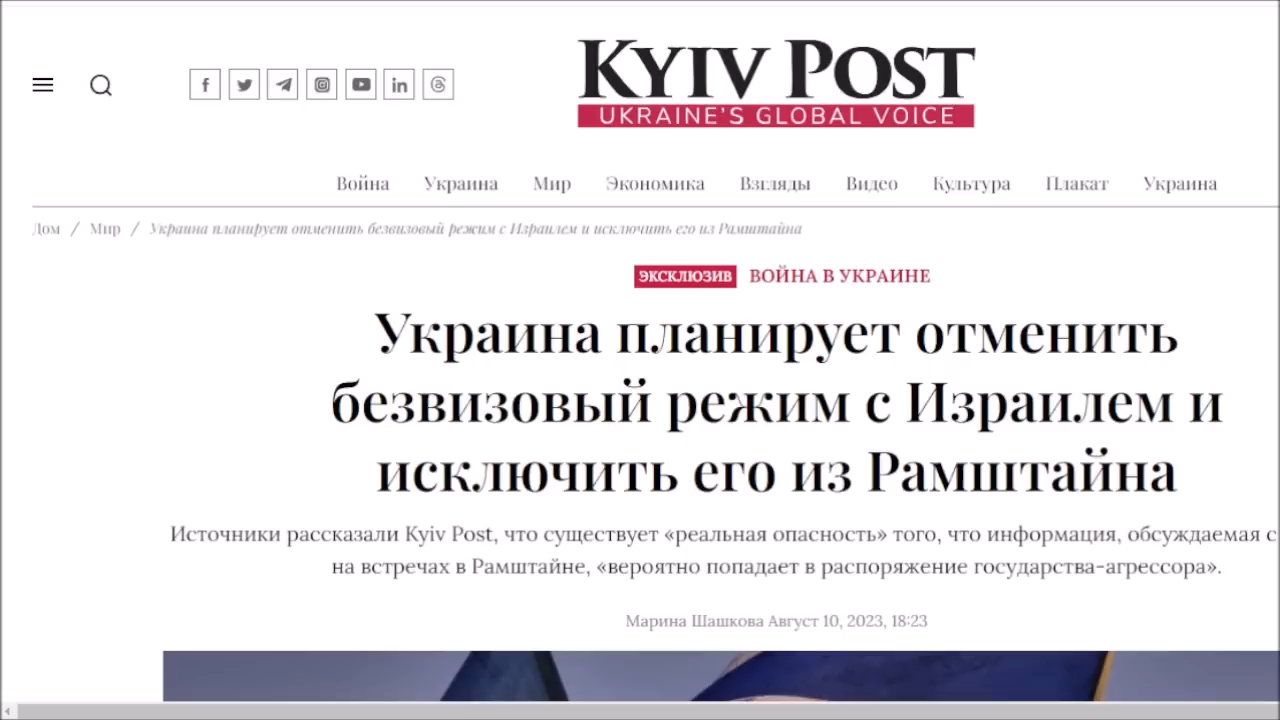 KYIV POST
UKRAINE'S GLOBAL VOICE
Война Украина Мир Экономика Взгляды Видео Культура Плакат Украина
Дом / Мир / Украина планирует отменить безвизовый режим с Израилем и исключить его из Рамштайна
ЭКСКЛЮЗИВ ВОЙНА В УКРАИНЕ
Украина планирует отменить
безвизовый режим с Израилем и
исключить его из Рамштайна
Источники рассказали Kyiv Post, что существует «реальная опасность» того, что информация, обсуждаемая с
на встречах в Рамштайне, «вероятно попадает в распоряжение государства-агрессора».
Марина Шашкова Август 10, 2023, 18:23